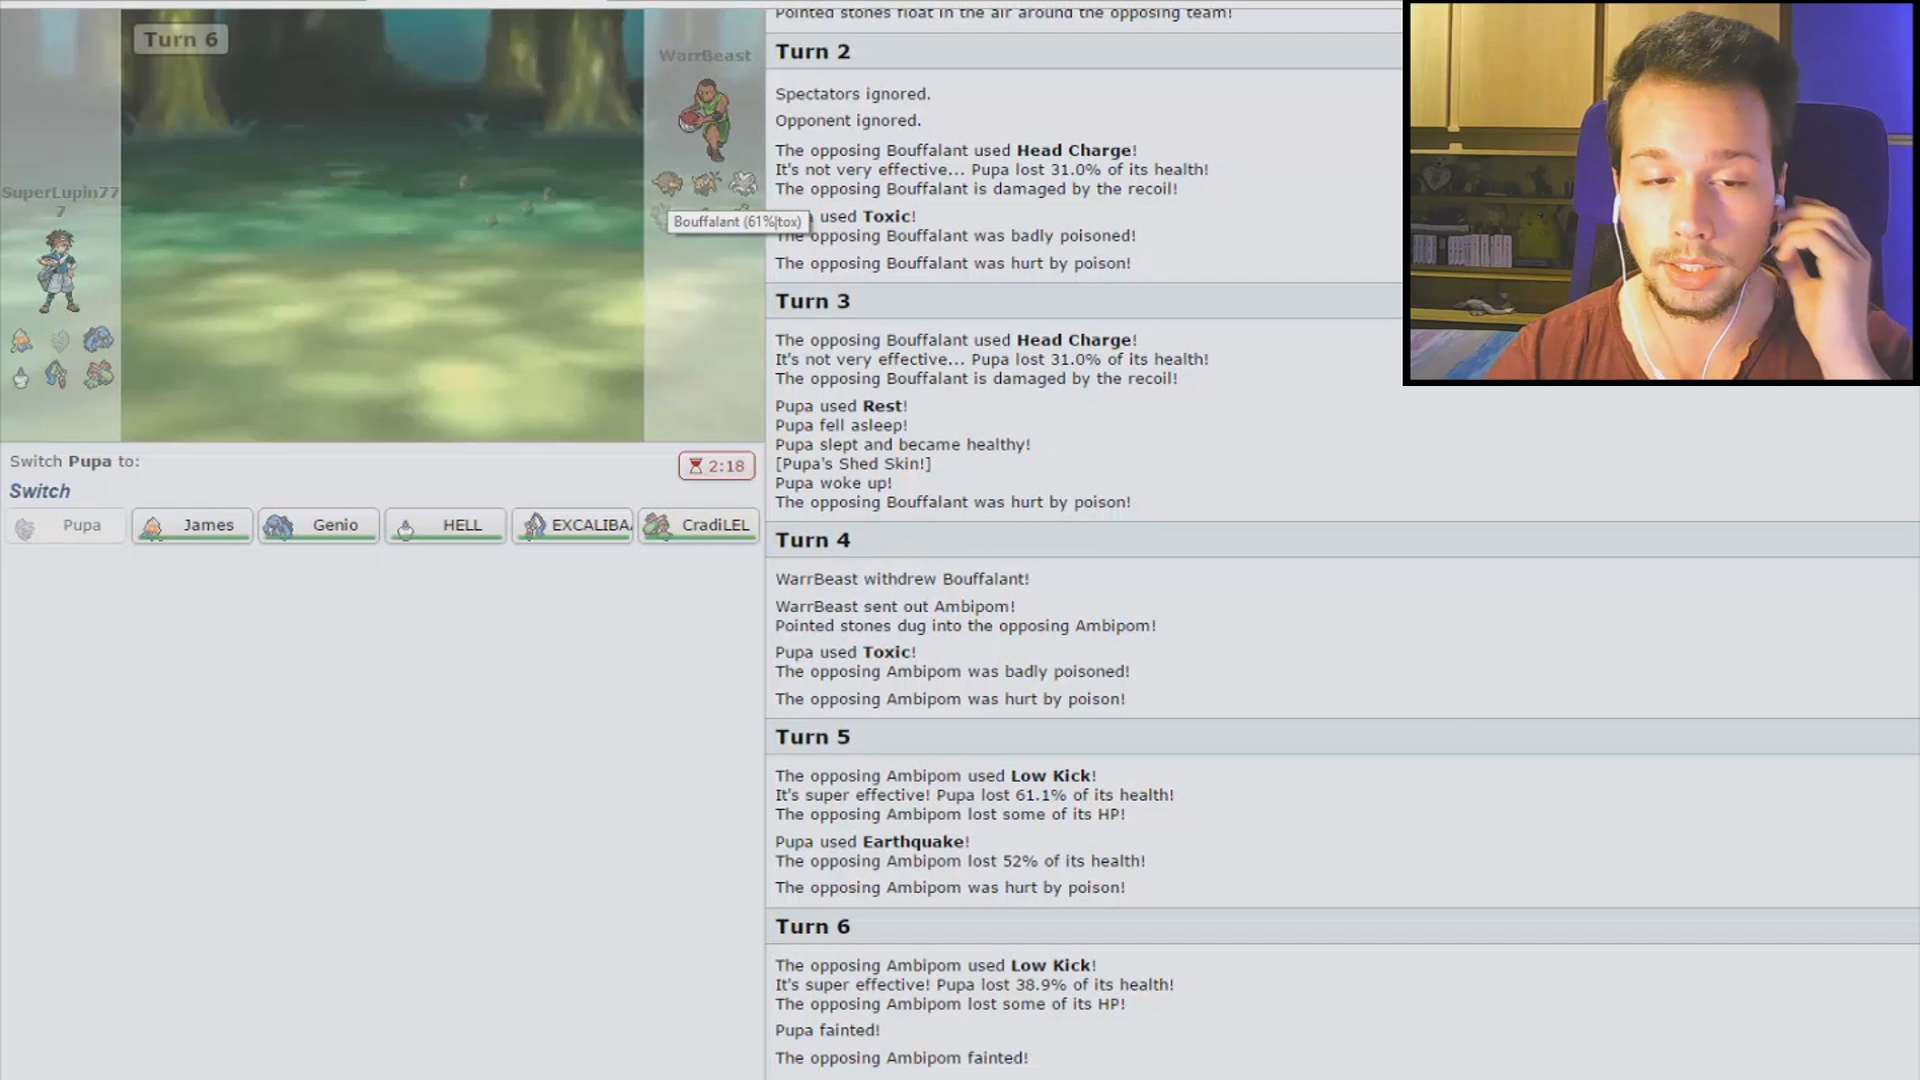 Turn 6
WarrBeast
SuperLupin77
7
Bouffalant (61%|tox)
Switch Pupa to:
2:18
Switch
Pupa
James
Genio
HELL
EXCALIBA
CradiLEL
Pointed stones float in the air around the opposing team!
Turn 2
Spectators ignored.
Opponent ignored.
The opposing Bouffalant used Head Charge!
It's not very effective... Pupa lost 31.0% of its health!
The opposing Bouffalant is damaged by the recoil!
a used Toxic!
The opposing Bouffalant was badly poisoned!
The opposing Bouffalant was hurt by poison!
Turn 3
The opposing Bouffalant used Head Charge!
It's not very effective... Pupa lost 31.0% of its health!
The opposing Bouffalant is damaged by the recoil!
Pupa used Rest!
Pupa fell asleep!
Pupa slept and became healthy!
[Pupa's Shed Skin!]
Pupa woke up!
The opposing Bouffalant was hurt by poison!
Turn 4
WarrBeast withdrew Bouffalant!
WarrBeast sent out Ambipom!
Pointed stones dug into the opposing Ambipom!
Pupa used Toxic!
The opposing Ambipom was badly poisoned!
The opposing Ambipom was hurt by poison!
Turn 5
The opposing Ambipom used Low Kick!
It's super effective! Pupa lost 61.1% of its health!
The opposing Ambipom lost some of its HP!
Pupa used Earthquake!
The opposing Ambipom lost 52% of its health!
The opposing Ambipom was hurt by poison!
Turn 6
The opposing Ambipom used Low Kick!
It's super effective! Pupa lost 38.9% of its health!
The opposing Ambipom lost some of its HP!
Pupa fainted!
The opposing Ambipom fainted!